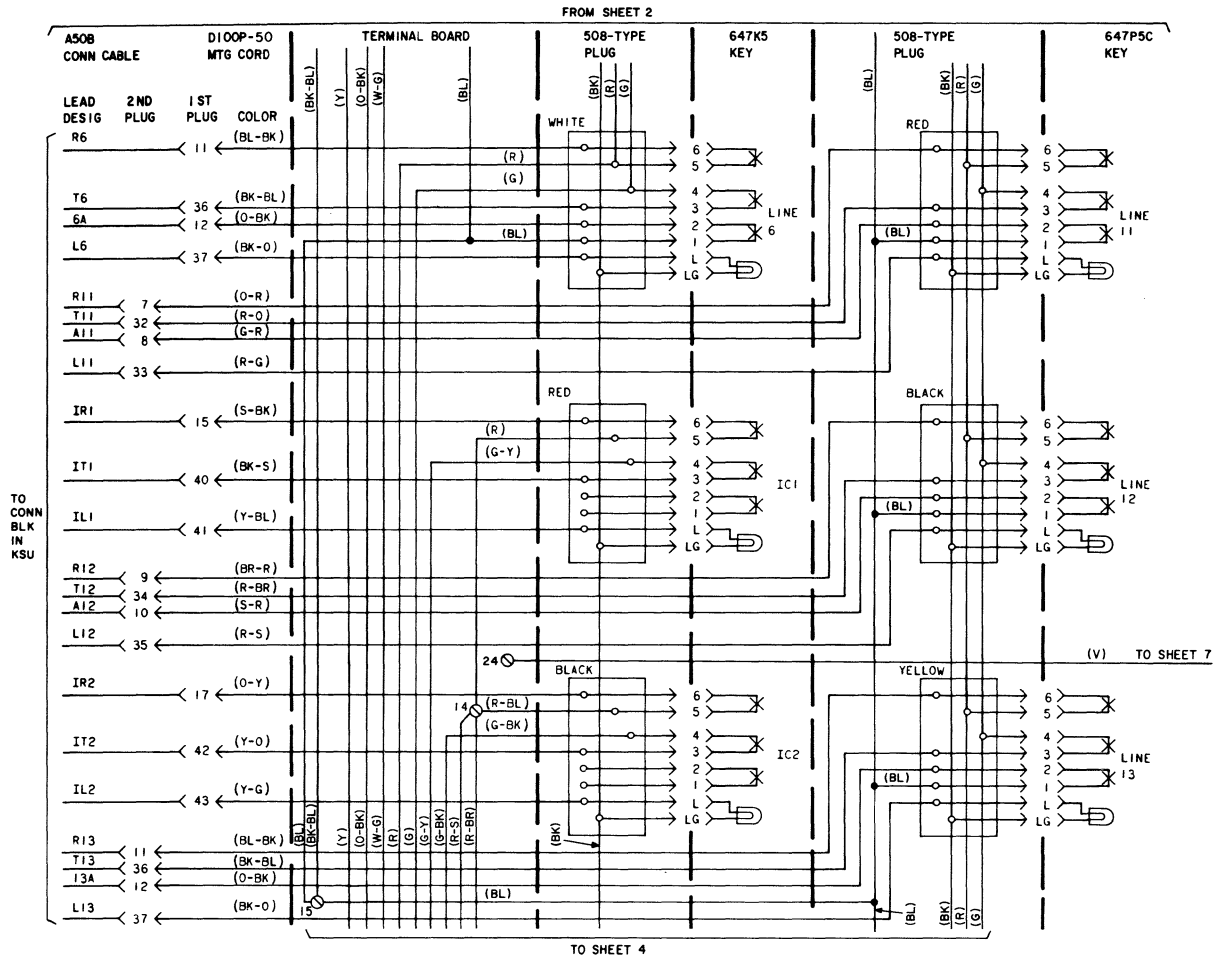 FROM SHEET 2
A50B CONN CABLE
D100P-50 MTG CORD
TERMINAL BOARD
508-TYPE PLUG
647K5 KEY
508-TYPE PLUG
647P5C KEY
LEAD DESIG
2ND PLUG
1ST PLUG
COLOR
(BK-BL) (Y) (O-BK) (W-G) (BL) (BK) (R) (G) (BL) (BK) (R) (G)
WHITE
RED
R6 11 (BL-BK)
(R)
(G)
T6 36 (BK-BL)
6A 12 (O-BK)
(BL)
L6 37 (BK-O)
6 5 4 3 2 1 L LG
LINE 6
(BL)
6 5 4 3 2 1 L LG
LINE 11
R11 7 (O-R)
T11 32 (R-O)
A11 8 (G-R)
L11 33 (R-G)
RED
BLACK
IR1 15 (S-BK)
(R)
(G-Y)
IT1 40 (BK-S)
IL1 41 (Y-BL)
6 5 4 3 2 1 L LG
IC1
(BL)
6 5 4 3 2 1 L LG
LINE 12
TO CONN BLK IN KSU
R12 9 (BR-R)
T12 34 (R-BR)
A12 10 (S-R)
L12 35 (R-S)
24
(V) TO SHEET 7
BLACK
YELLOW
IR2 17 (O-Y)
14 (R-BL)
(G-BK)
IT2 42 (Y-O)
IL2 43 (Y-G)
6 5 4 3 2 1 L LG
IC2
(BL)
6 5 4 3 2 1 L LG
LINE 13
(BL) (BK-BL) (Y) (O-BK) (W-G) (R) (G) (G-Y) (G-BK) (R-S) (R-BR) (BK)
R13 11 (BL-BK)
T13 36 (BK-BL)
13A 12 (O-BK)
15 (BL)
L13 37 (BK-O)
(BL) (BK) (R) (G)
TO SHEET 4